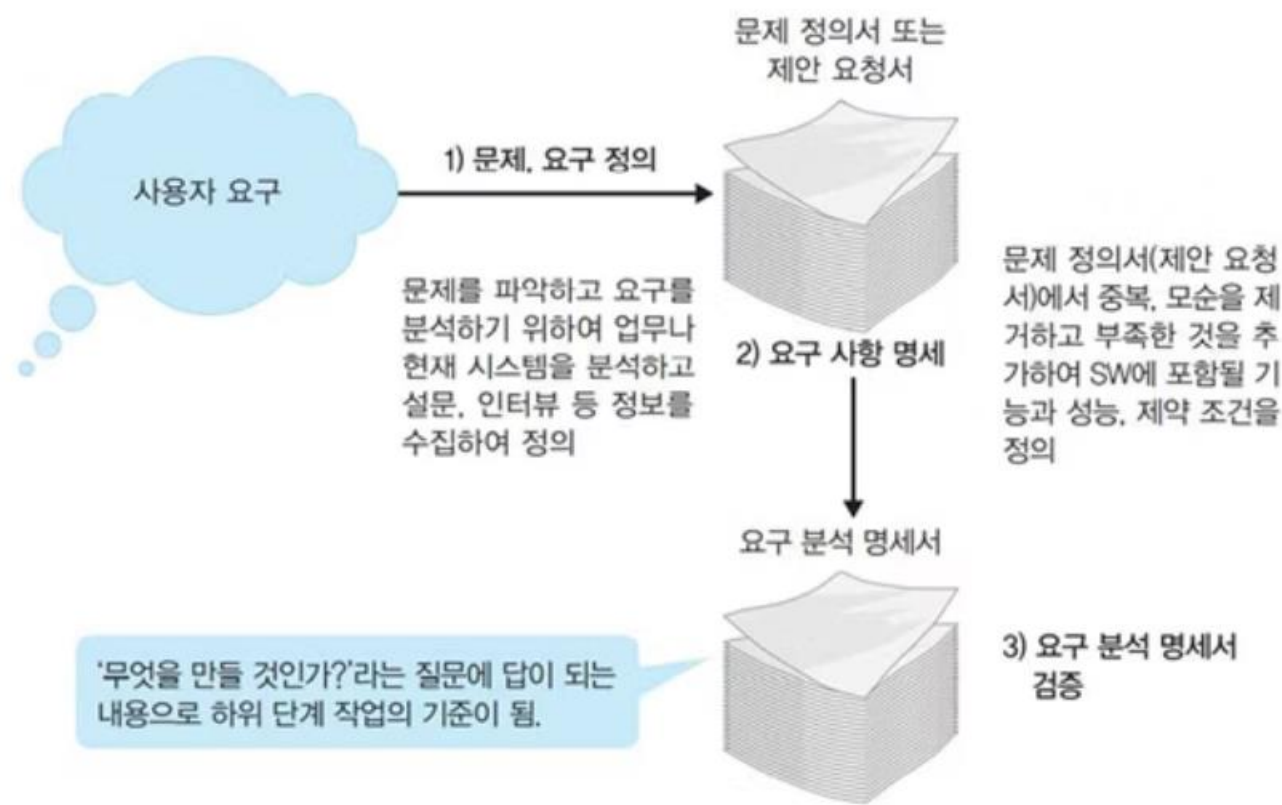 문제 정의서 또는
제안 요청서
사용자 요구
1) 문제, 요구 정의
문제를 파악하고 요구를
분석하기 위하여 업무나
현재 시스템을 분석하고
설문, 인터뷰 등 정보를
수집하여 정의
2) 요구 사항 명세
문제 정의서(제안 요청
서)에서 중복, 모순을 제
거하고 부족한 것을 추
가하여 SW에 포함될 기
능과 성능, 제약 조건을
정의
요구 분석 명세서
'무엇을 만들 것인가?'라는 질문에 답이 되는
내용으로 하위 단계 작업의 기준이 됨.
3) 요구 분석 명세서
검증